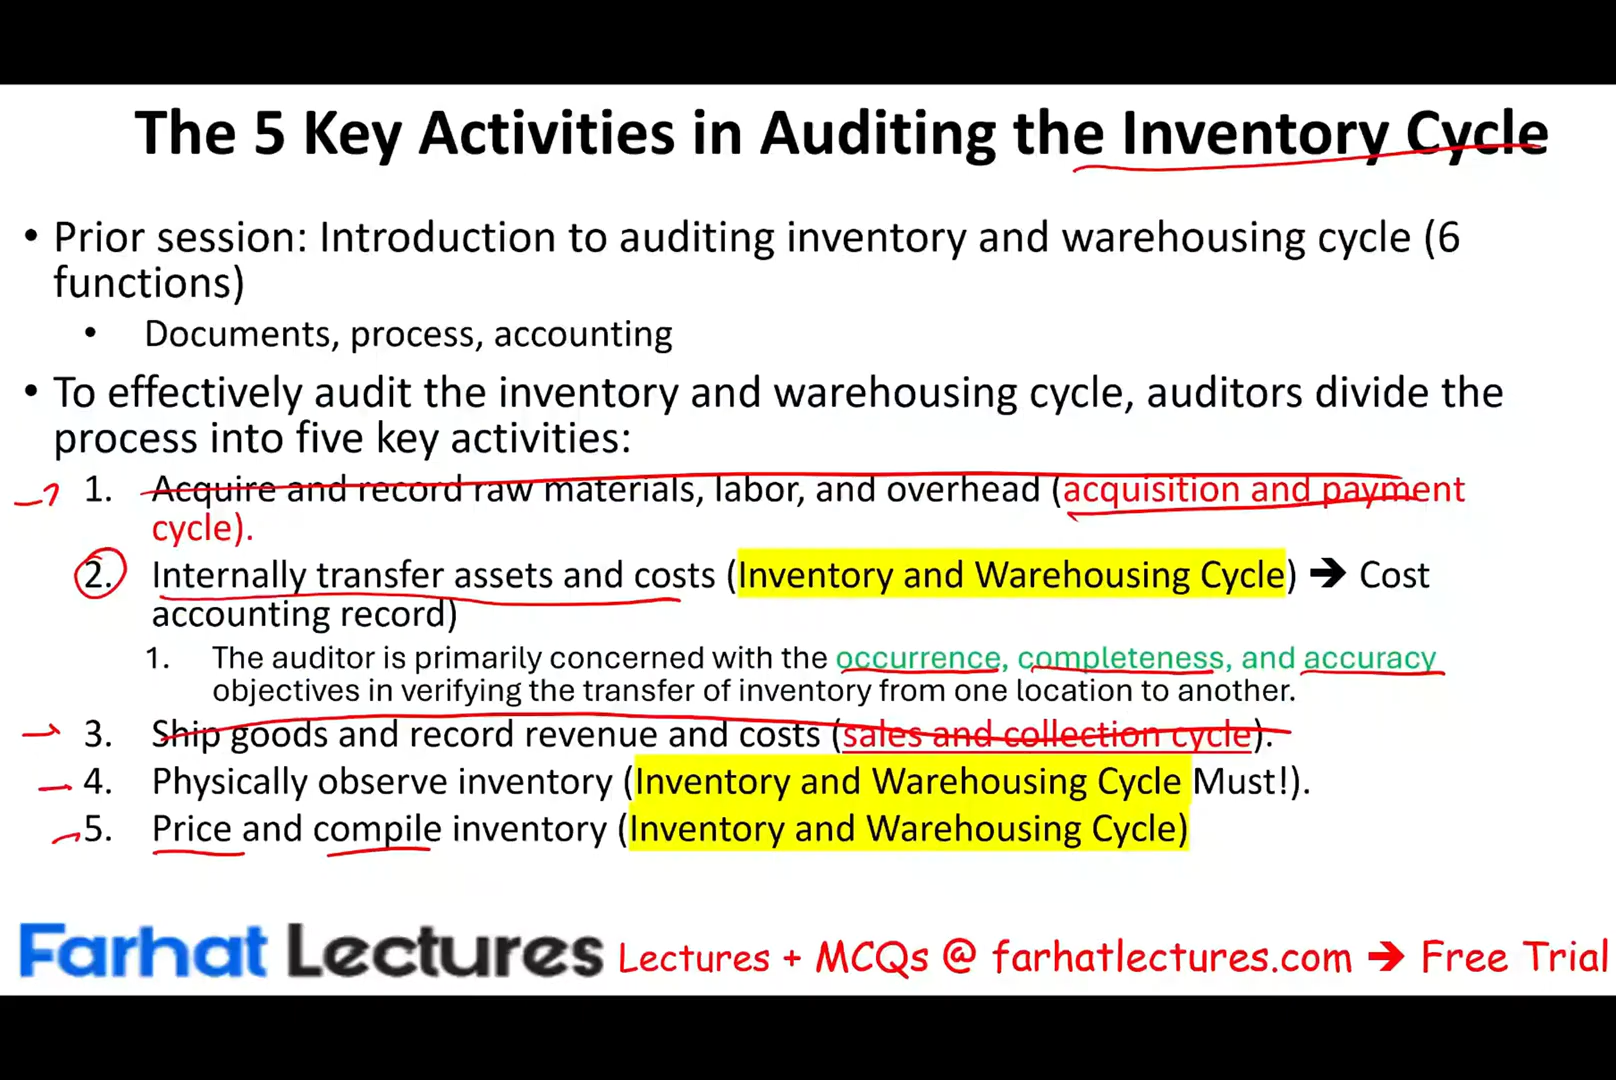 The 5 Key Activities in Auditing the Inventory Cycle
• Prior session: Introduction to auditing inventory and warehousing cycle (6
functions)
• Documents, process, accounting
• To effectively audit the inventory and warehousing cycle, auditors divide the
process into five key activities:
1. Acquire and record raw materials, labor, and overhead (acquisition and payment
cycle).
2. Internally transfer assets and costs (Inventory and Warehousing Cycle) ➔ Cost
accounting record)
1. The auditor is primarily concerned with the occurrence, completeness, and accuracy
objectives in verifying the transfer of inventory from one location to another.
3. Ship goods and record revenue and costs (sales and collection cycle).
4. Physically observe inventory (Inventory and Warehousing Cycle Must!).
5. Price and compile inventory (Inventory and Warehousing Cycle)
Farhat Lectures Lectures + MCQs @ farhatlectures.com ➔ Free Trial